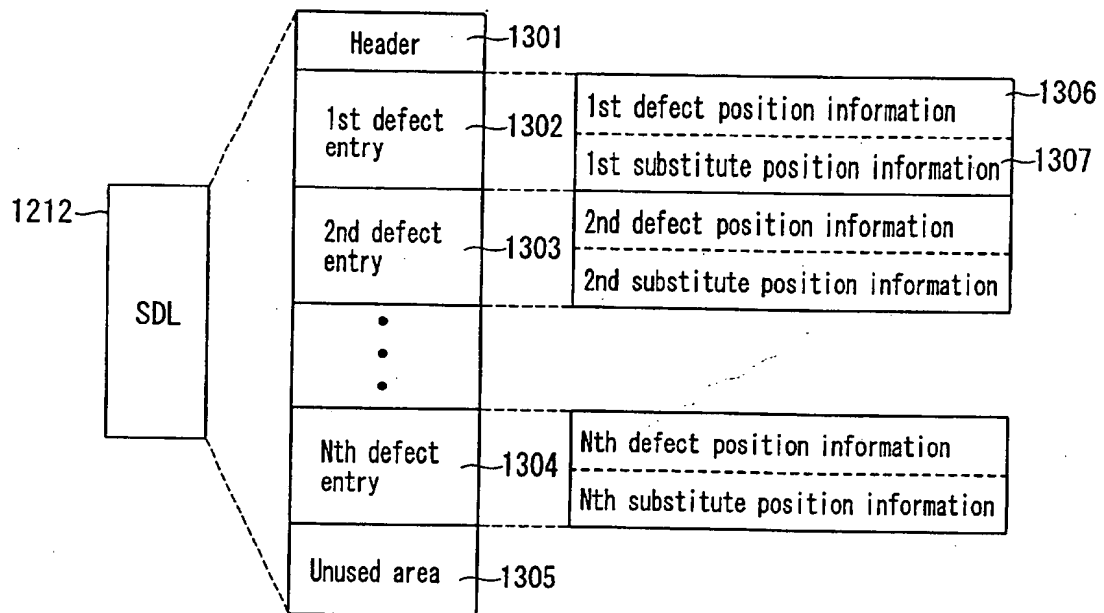 Header
1301
1st defect
entry
1302
1st defect position information
1306
1st substitute position information
1307
1212
SDL
2nd defect
entry
1303
2nd defect position information
2nd substitute position information
Nth defect
entry
1304
Nth defect position information
Nth substitute position information
Unused area
1305